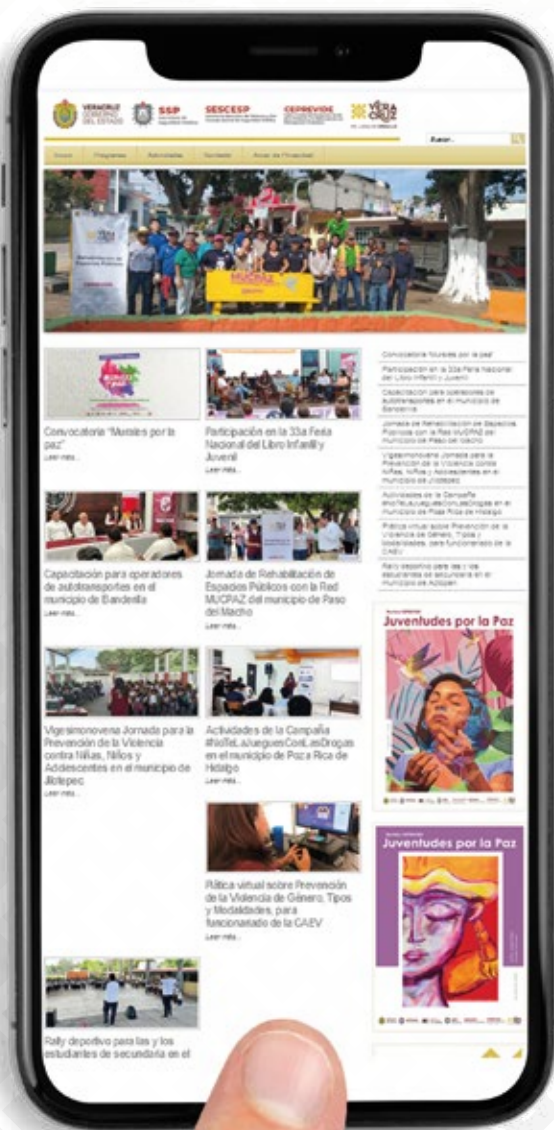 VERACRUZ
GOBIERNO
DEL ESTADO
SSP
SESCESP
CEPREVIDE
VERA
CRUZ
Buscar...
Inicio Programas Actividades Contacto Aviso de Privacidad
Rehabilitación de
Espacios Públicos
MUCPAZ
Convocatoria "Murales por la
paz"
Leer más...
Participación en la 33a Feria
Nacional del Libro Infantil y
Juvenil
Leer más...
Capacitación para operadores
de autotransportes en el
municipio de Banderilla
Leer más...
Jornada de Rehabilitación de
Espacios Públicos con la Red
MUCPAZ del municipio de Paso
del Macho
Leer más...
Vigesimonovena Jornada para la
Prevención de la Violencia
contra Niñas, Niños y
Adolescentes en el municipio de
Jilotepec
Leer más...
Actividades de la Campaña
#NoTeLaJueguesConLasDrogas
en el municipio de Poza Rica de
Hidalgo
Leer más...
Plática virtual sobre Prevención
de la Violencia de Género, Tipos
y Modalidades, para
funcionariado de la CAEV
Leer más...
Rally deportivo para las y los
estudiantes de secundaria en el
Convocatoria "Murales por la paz"
Participación en la 33a Feria Nacional
del Libro Infantil y Juvenil
Capacitación para operadores de
autotransportes en el municipio de
Banderilla
Jornada de Rehabilitación de Espacios
Públicos con la Red MUCPAZ del
municipio de Paso del Macho
Vigesimonovena Jornada para la
Prevención de la Violencia contra
Niñas, Niños y Adolescentes en el
municipio de Jilotepec
Actividades de la Campaña
#NoTeLaJueguesConLasDrogas en el
municipio de Poza Rica de Hidalgo
Plática virtual sobre Prevención de la
Violencia de Género, Tipos y
Modalidades, para funcionariado de la
CAEV
Rally deportivo para las y los
estudiantes de secundaria en el
municipio de Actopan
Juventudes por la Paz
Juventudes por la Paz